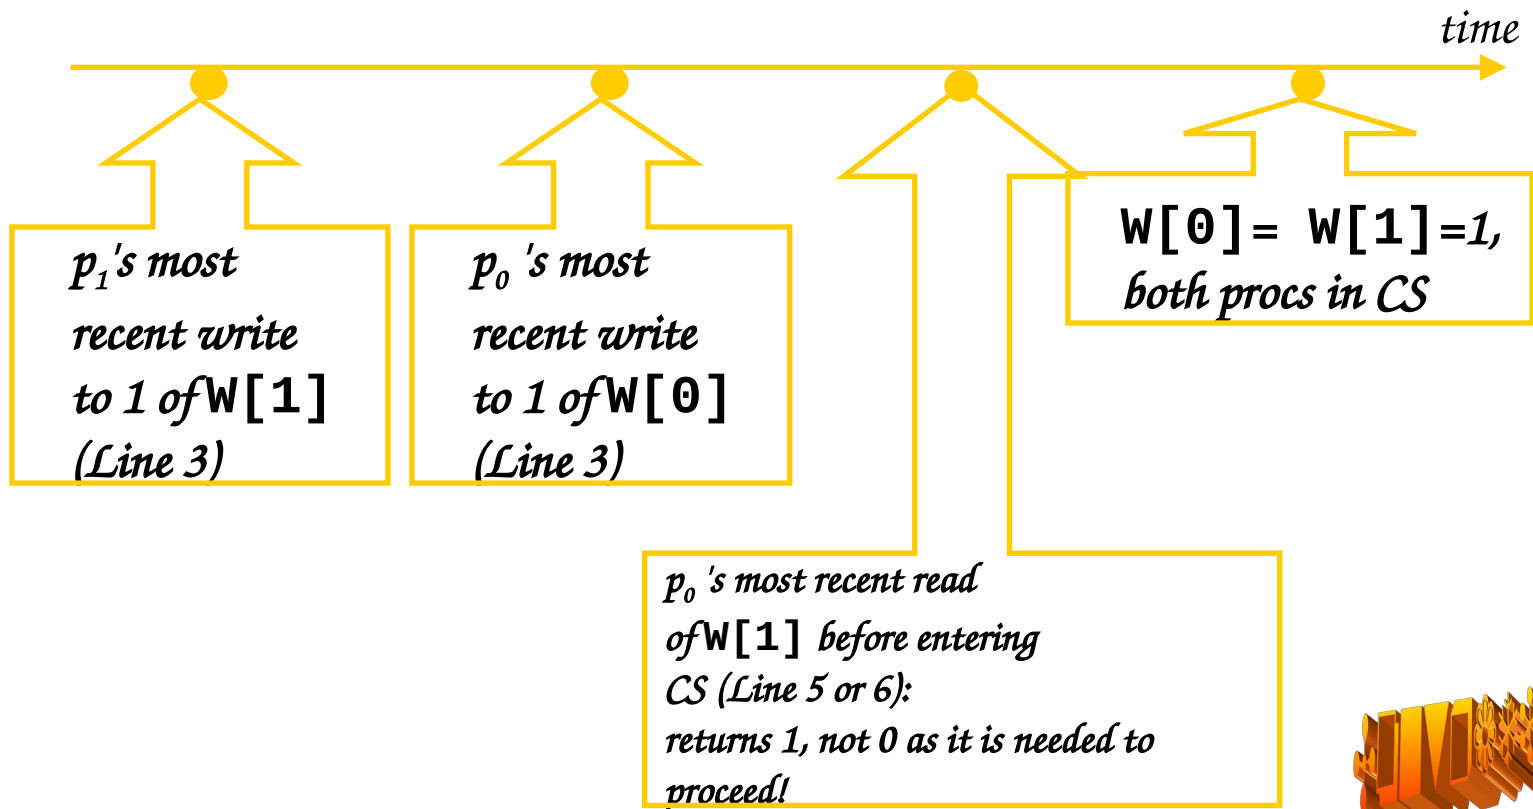 time
p₁'s most
recent write
to 1 of W[1]
(Line 3)
p₀ 's most
recent write
to 1 of W[0]
(Line 3)
W[0]= W[1]=1,
both procs in CS
p₀ 's most recent read
of W[1] before entering
CS (Line 5 or 6):
returns 1, not 0 as it is needed to
proceed!